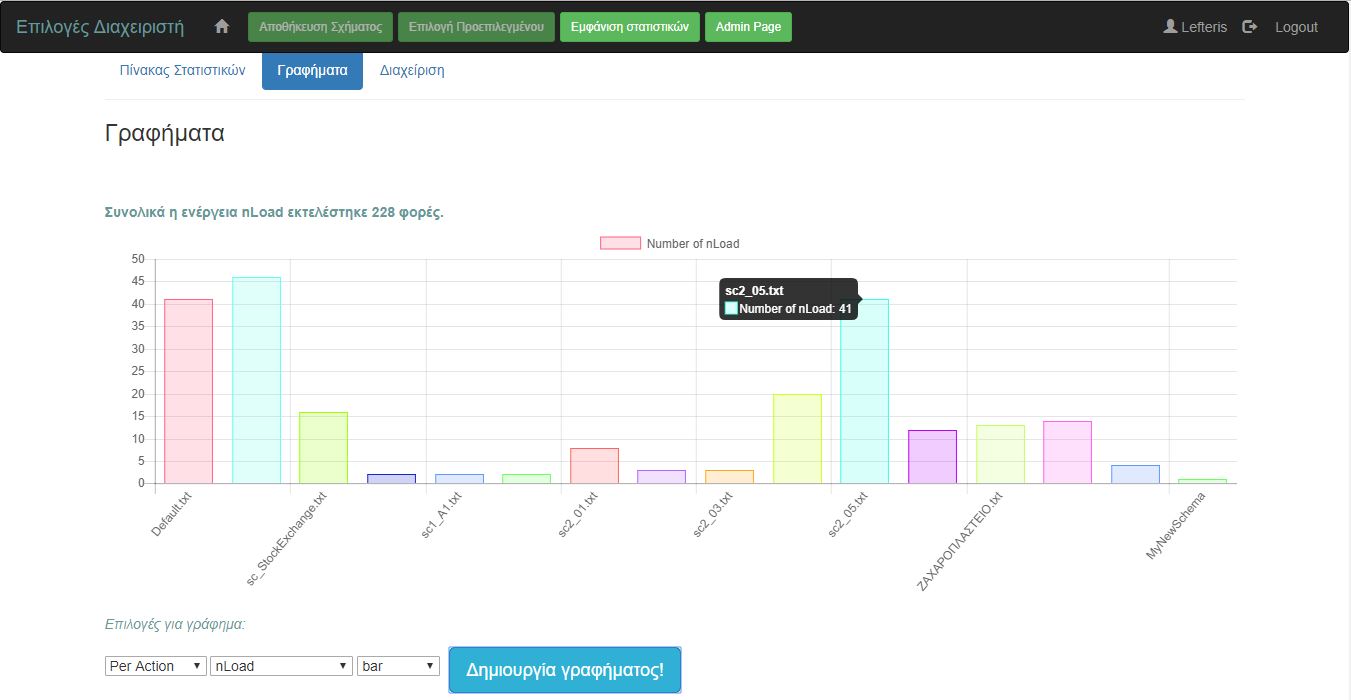 Επιλογές Διαχειριστή Αποθήκευση Σχήματος Επιλογή Προεπιλεγμένου Εμφάνιση στατιστικών Admin Page Lefteris Logout
Πίνακας Στατιστικών Γραφήματα Διαχείριση
Γραφήματα
Συνολικά η ενέργεια nLoad εκτελέστηκε 228 φορές.
Number of nLoad
50
45
40
35
30
25
20
15
10
5
0
sc2_05.txt
Number of nLoad: 41
Default.txt
sc_StockExchange.txt
sc1_A1.txt
sc2_01.txt
sc2_03.txt
sc2_05.txt
ΖΑΧΑΡΟΠΛΑΣΤΕΙΟ.txt
MyNewSchema
Επιλογές για γράφημα:
Per Action nLoad bar Δημιουργία γραφήματος!